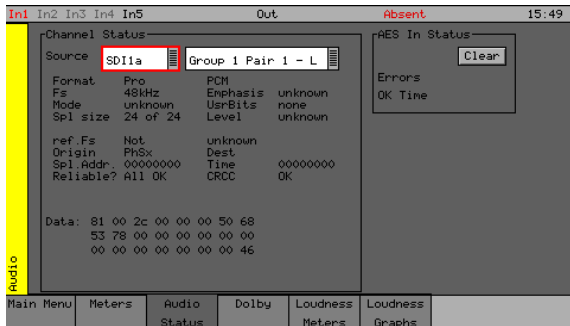 In1 In2 In3 In4 In5 Out Absent 15:49
Channel Status
Source SDI1a Group 1 Pair 1 - L
Format Pro PCM
Fs 48kHz Emphasis unknown
Mode unknown UsrBits none
Spl size 24 of 24 Level unknown
ref.Fs Not unknown
Origin PhSx Dest
Spl.Addr. 00000000 Time 00000000
Reliable? All OK CRCC OK
Data: 81 00 2c 00 00 00 50 68
53 78 00 00 00 00 00 00
00 00 00 00 00 00 46
AES In Status
Clear
Errors
OK Time
Audio
Main Menu Meters Audio Status Dolby Loudness Meters Loudness Graphs